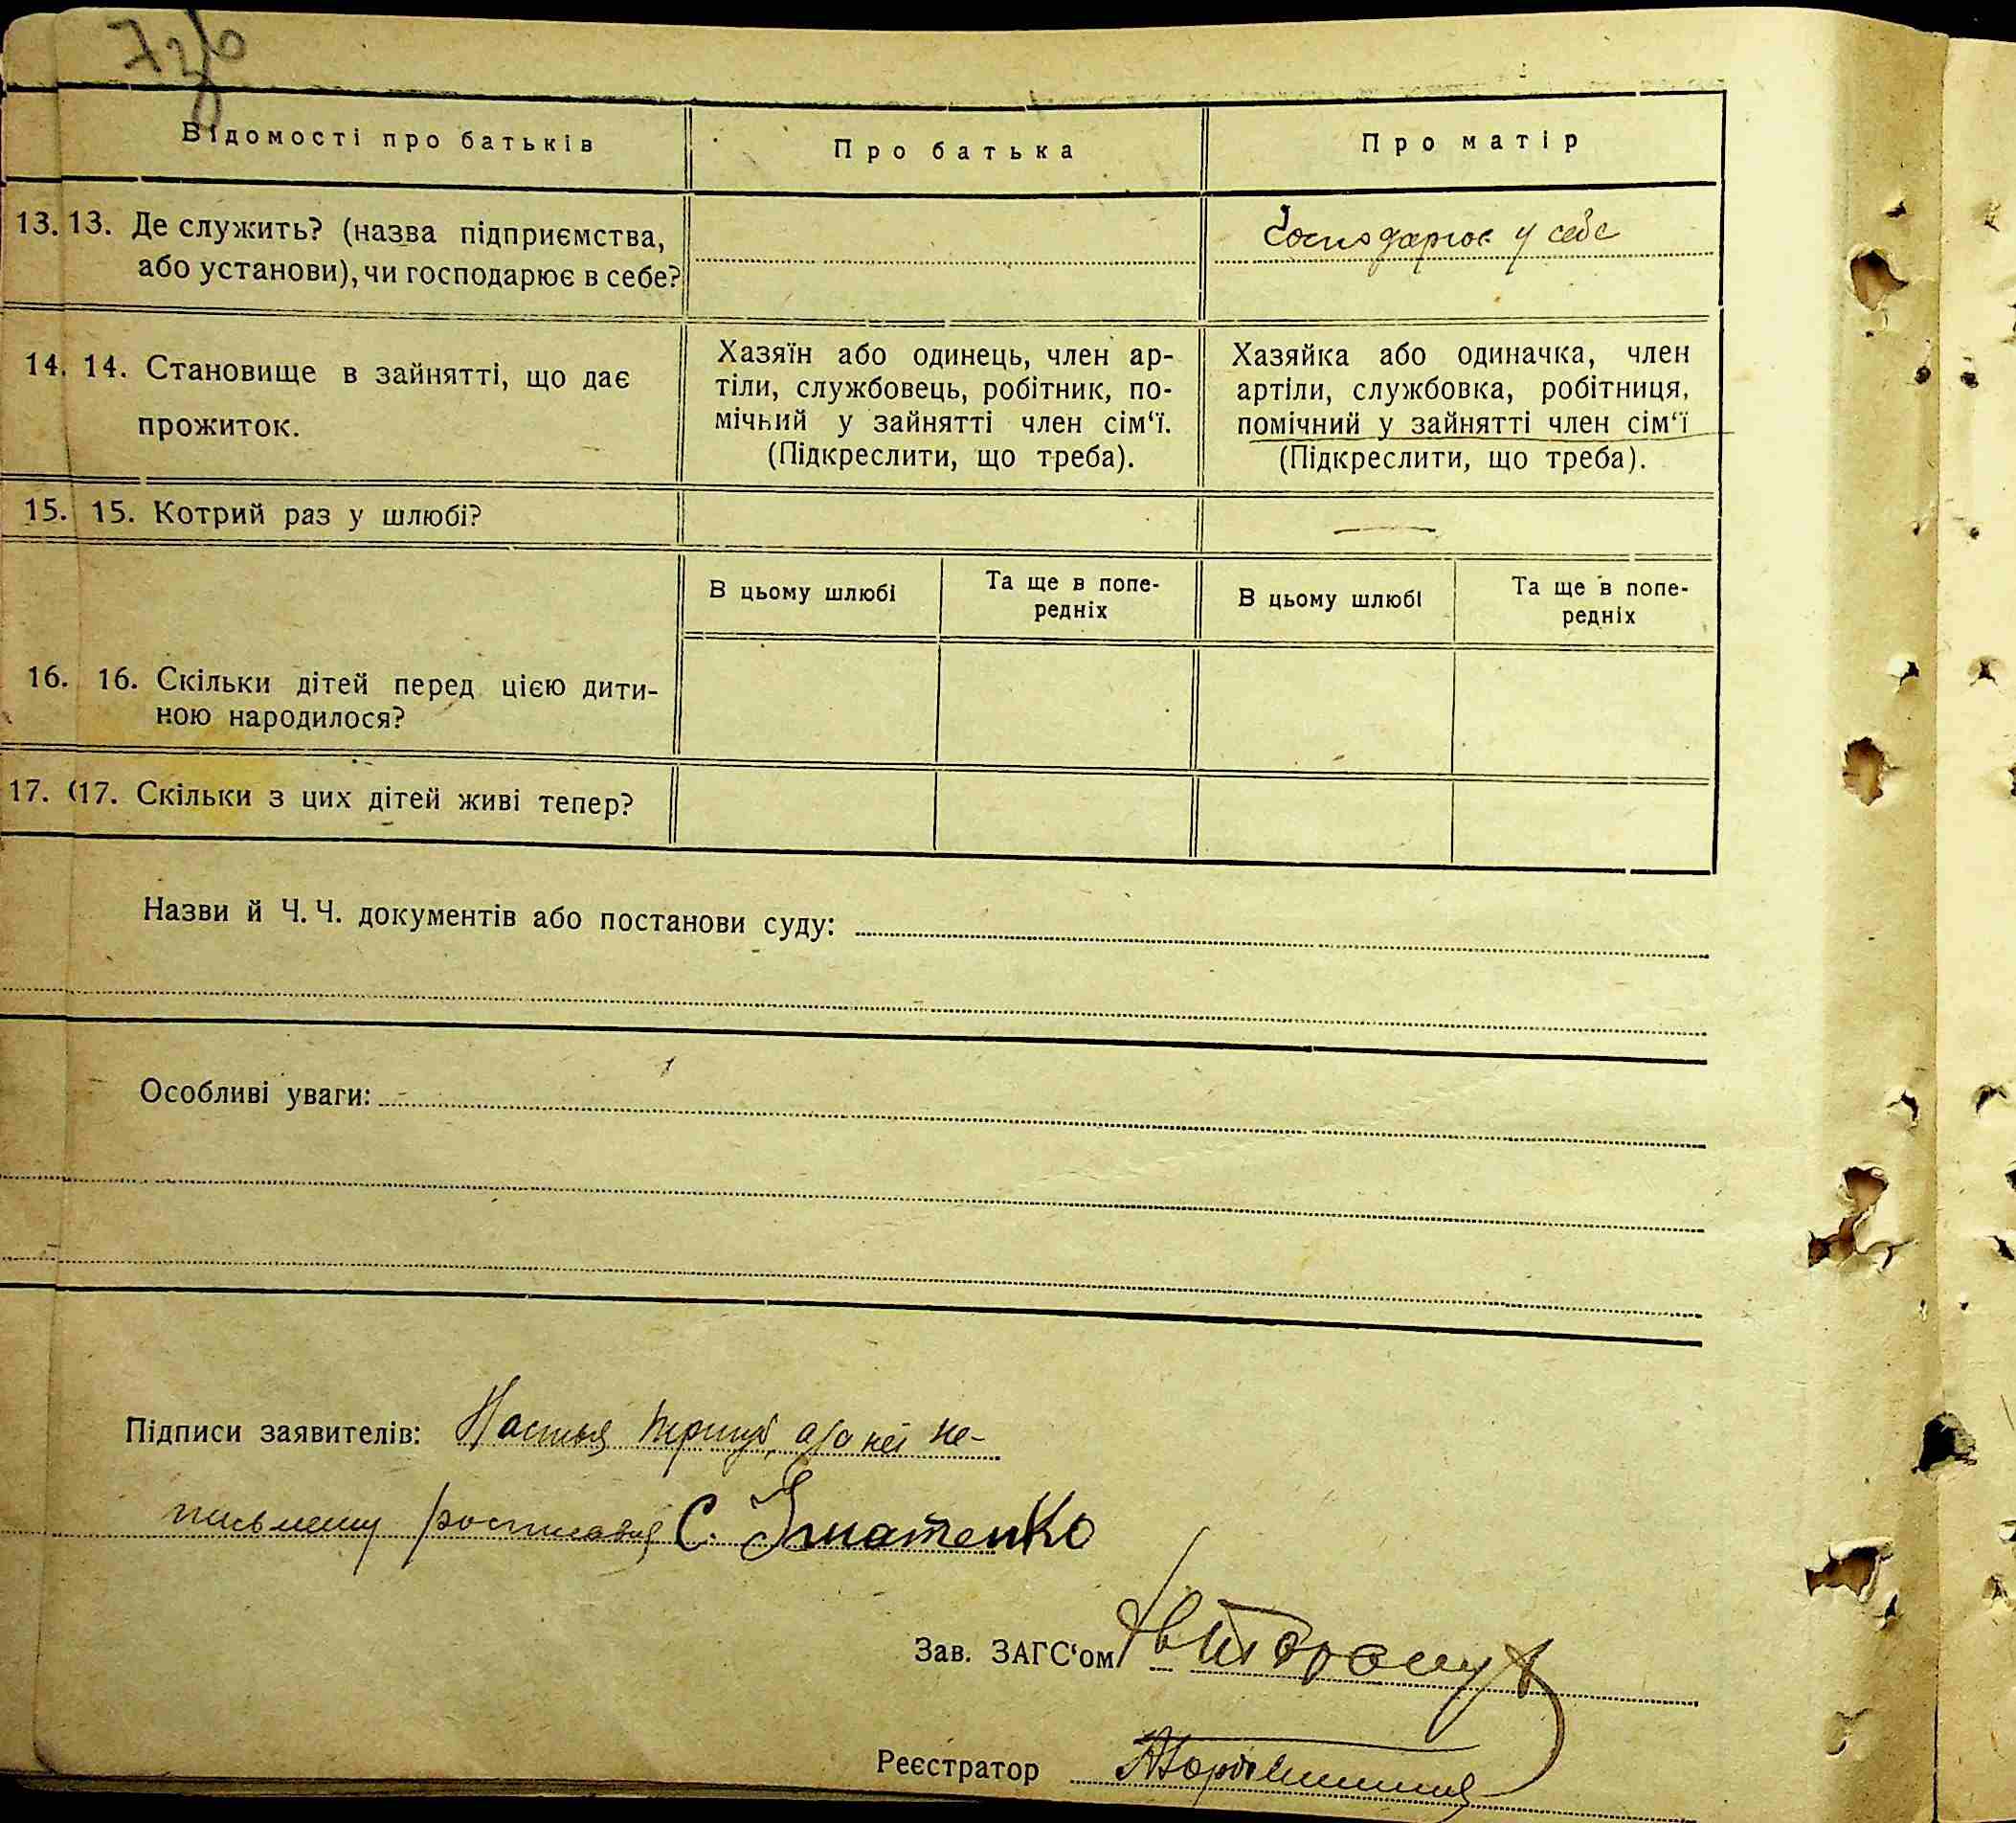 Відомості про батьків
Про батька
Про матір
13. 13. Де служить? (назва підприємства,
або установи), чи господарює в себе?
Господарює у себе
14. 14. Становище в зайнятті, що дає
прожиток.
Хазяїн або одинець, член ар-
тіли, службовець, робітник, по-
мічний у зайнятті член сім‘ї.
(Підкреслити, що треба).
Хазяйка або одиначка, член
артіли, службовка, робітниця,
помічний у зайнятті член сім‘ї
(Підкреслити, що треба).
15. 15. Котрий раз у шлюбі?
—
В цьому шлюбі
Та ще в попе-
редніх
В цьому шлюбі
Та ще в попе-
редніх
16. 16. Скільки дітей перед цією дити-
ною народилося?
17. (17. Скільки з цих дітей живі тепер?
Назви й Ч. Ч. документів або постанови суду:
Особливі уваги:
Підписи заявителів: Настья не-
письменну росписався С.
Зав. ЗАГС‘ом
Реєстратор